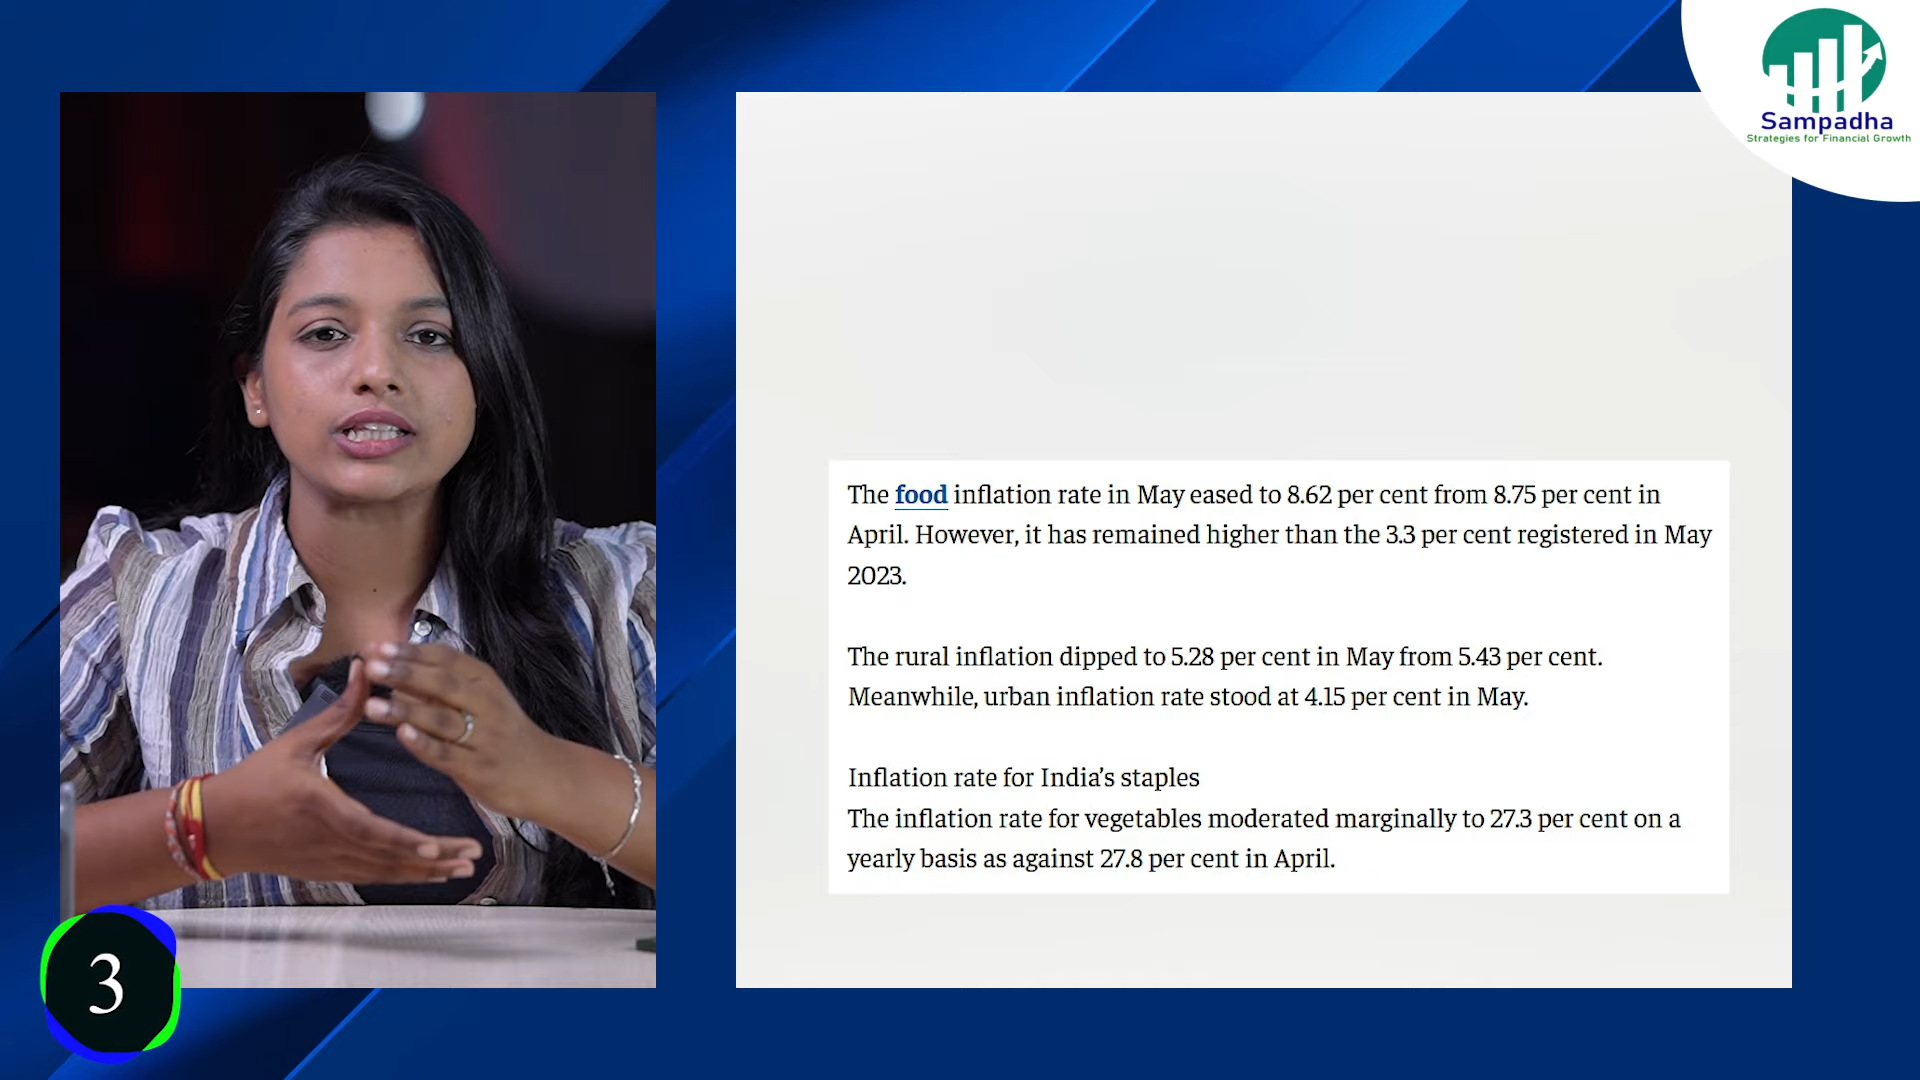 Sampadha
Strategies for Financial Growth
The food inflation rate in May eased to 8.62 per cent from 8.75 per cent in
April. However, it has remained higher than the 3.3 per cent registered in May
2023.
The rural inflation dipped to 5.28 per cent in May from 5.43 per cent.
Meanwhile, urban inflation rate stood at 4.15 per cent in May.
Inflation rate for India’s staples
The inflation rate for vegetables moderated marginally to 27.3 per cent on a
yearly basis as against 27.8 per cent in April.
3